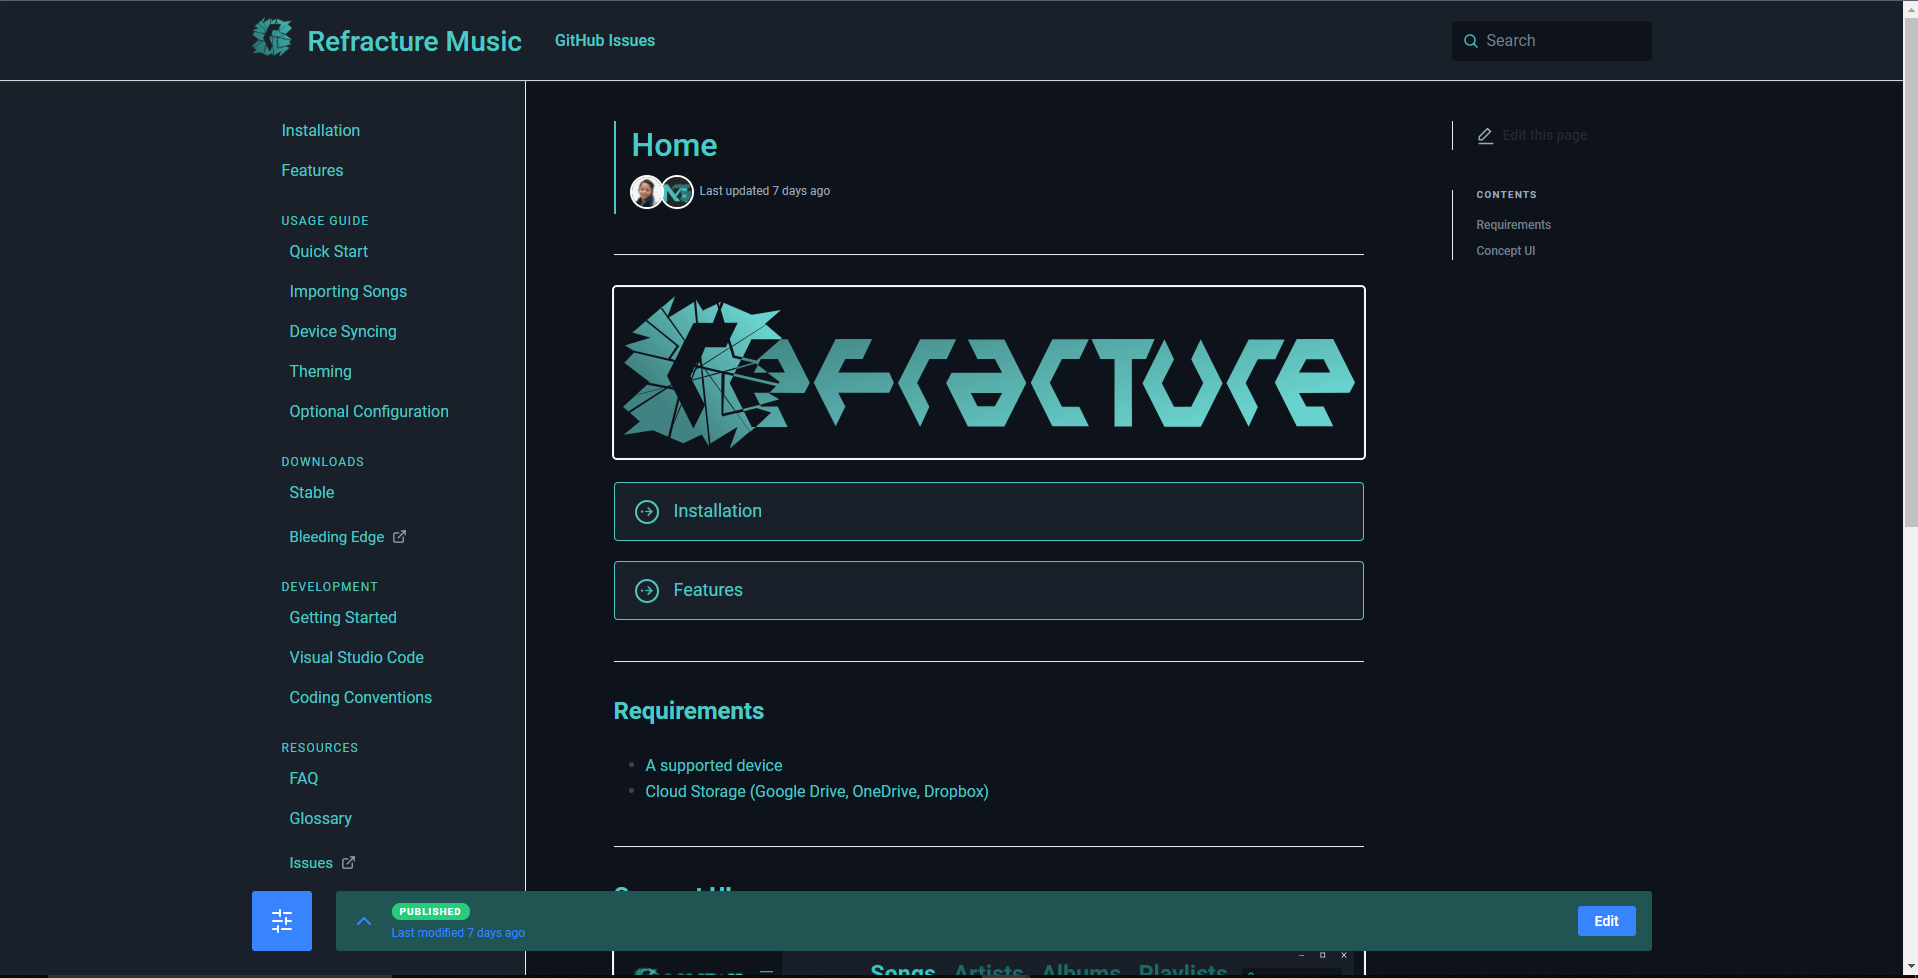 Refracture Music
GitHub Issues
Search
Installation
Features
USAGE GUIDE
Quick Start
Importing Songs
Device Syncing
Theming
Optional Configuration
DOWNLOADS
Stable
Bleeding Edge
DEVELOPMENT
Getting Started
Visual Studio Code
Coding Conventions
RESOURCES
FAQ
Glossary
Issues
Home
Last updated 7 days ago
Refracture
Installation
Features
Requirements
A supported device
Cloud Storage (Google Drive, OneDrive, Dropbox)
Edit this page
CONTENTS
Requirements
Concept UI
PUBLISHED
Last modified 7 days ago
Edit
Songs Artists Albums Playlists